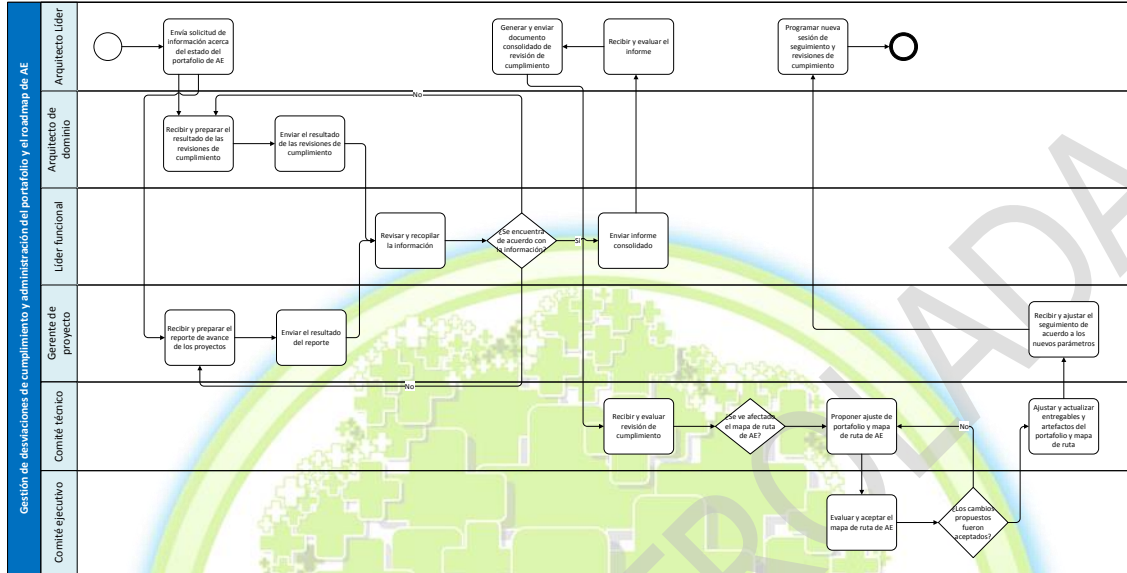 Gestión de desviaciones de cumplimiento y administración del portafolio y el roadmap de AE
Arquitecto Líder
Envía solicitud de
información acerca
del estado del
portafolio de AE
Generar y enviar
documento
consolidado de
revisión de
cumplimiento
Recibir y evaluar el
informe
Programar nueva
sesión de
seguimiento y
revisiones de
cumpimiento
Arquitecto de
dominio
No
Recibir y preparar el
resultado de las
revisiones de
cumplimiento
Enviar el resultado
de las revisiones de
cumplimiento
Líder funcional
Revisar y recopilar
la información
¿Se encuentra
de acuerdo con
la información?
Si
Enviar informe
consolidado
Gerente de
proyecto
Recibir y preparar el
reporte de avance
de los proyectos
Enviar el resultado
del reporte
Recibir y ajustar el
seguimiento de
acuerdo a los
nuevos parámetros
No
Comité técnico
Recibir y evaluar
revisión de
cumplimiento
¿Se ve afectado
el mapa de ruta
de AE?
Proponer ajuste de
portafolio y mapa
de ruta de AE
No
Ajustar y actualizar
entregables y
artefactos del
portafolio y mapa
de ruta
Comité ejecutivo
Evaluar y aceptar el
mapa de ruta de AE
¿Los cambios
propuestos
fueron
aceptados?
ROLADA